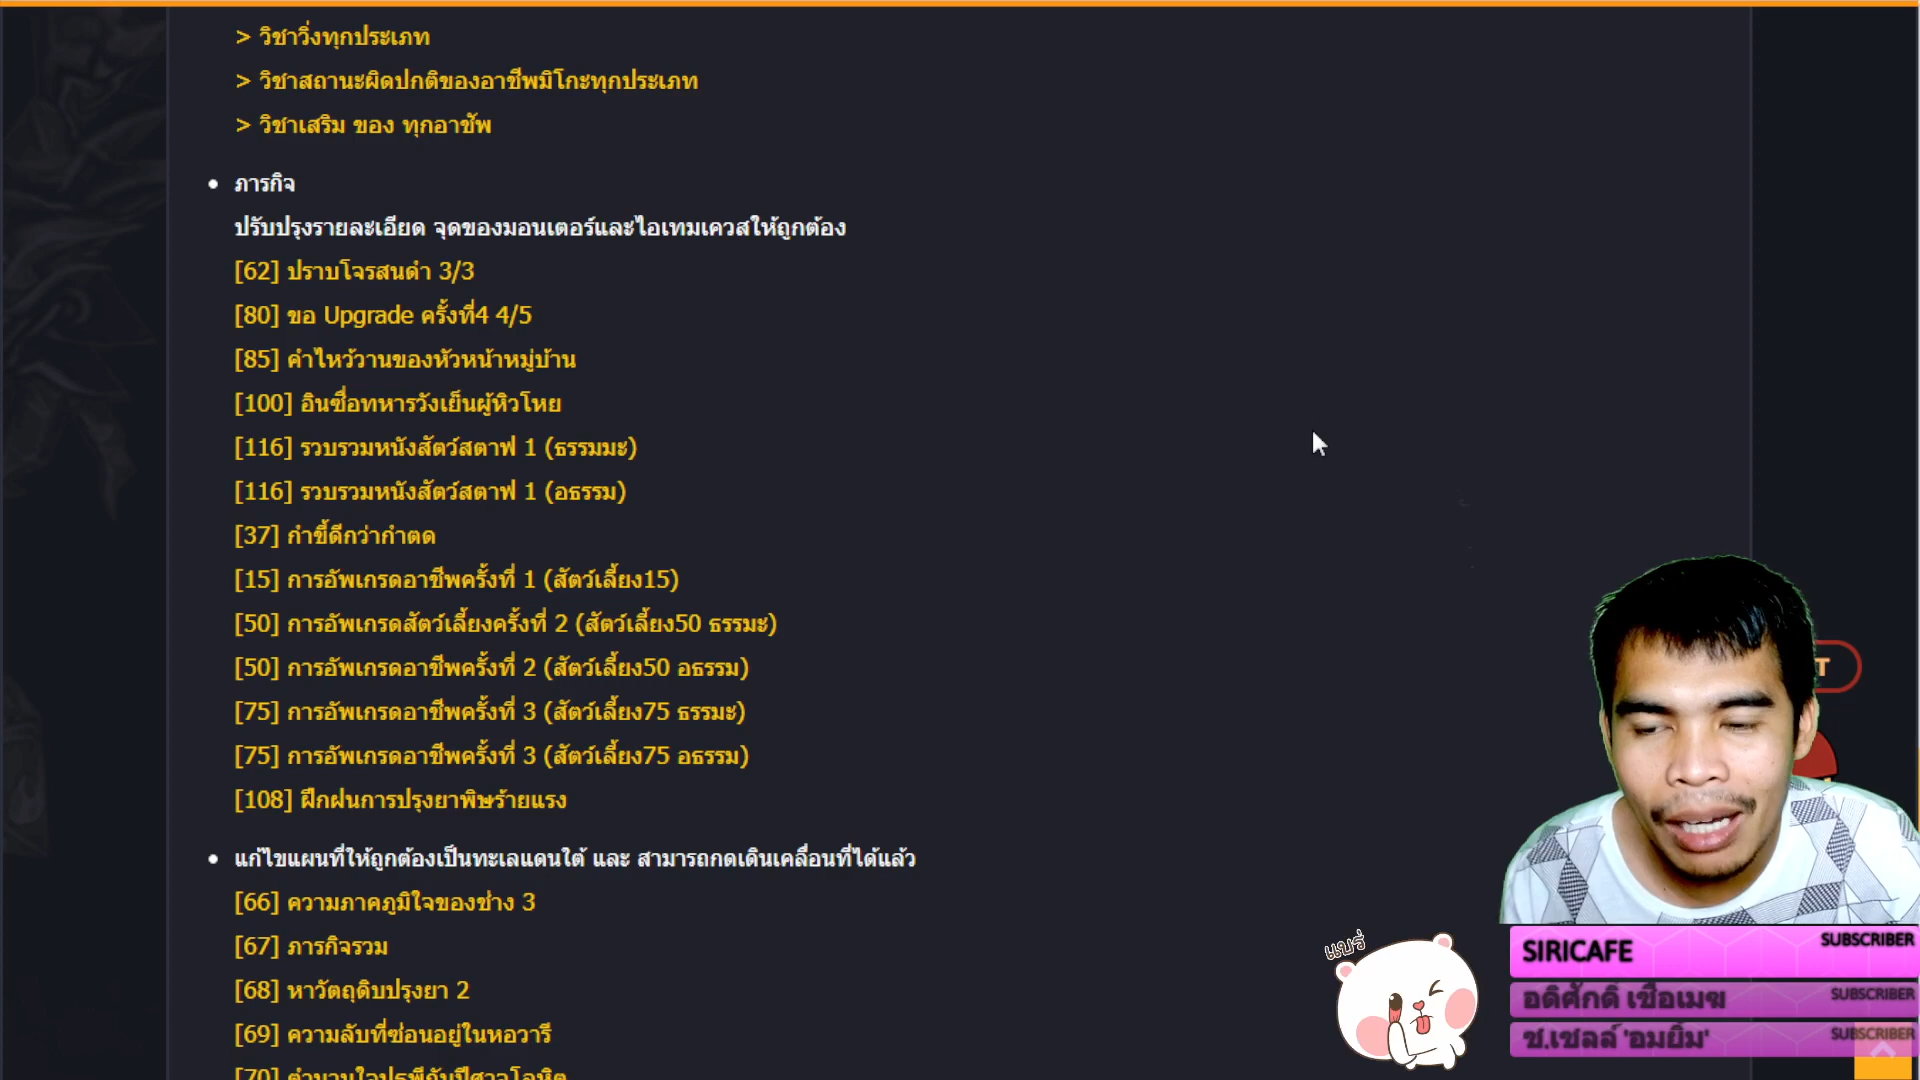 > วิชาวิ่งทุกประเภท
> วิชาสถานะผิดปกติของอาชีพมิโกะทุกประเภท
> วิชาเสริม ของ ทุกอาชัพ
• ภารกิจ
ปรับปรุงรายละเอียด จุดของมอนเตอร์และไอเทมเควสให้ถูกต้อง
[62] ปราบโจรสนดำ 3/3
[80] ขอ Upgrade ครั้งที่4 4/5
[85] คำไหว้วานของหัวหน้าหมู่บ้าน
[100] อินซื่อทหารวังเย็นผู้หิวโหย
[116] รวบรวมหนังสัตว์สตาฟ 1 (ธรรมมะ)
[116] รวบรวมหนังสัตว์สตาฟ 1 (อธรรม)
[37] กำขี้ดีกว่ากำตด
[15] การอัพเกรดอาชีพครั้งที่ 1 (สัตว์เลี้ยง15)
[50] การอัพเกรดสัตว์เลี้ยงครั้งที่ 2 (สัตว์เลี้ยง50 ธรรมะ)
[50] การอัพเกรดอาชีพครั้งที่ 2 (สัตว์เลี้ยง50 อธรรม)
[75] การอัพเกรดอาชีพครั้งที่ 3 (สัตว์เลี้ยง75 ธรรมะ)
[75] การอัพเกรดอาชีพครั้งที่ 3 (สัตว์เลี้ยง75 อธรรม)
[108] ฝึกฝนการปรุงยาพิษร้ายแรง
• แก้ไขแผนที่ให้ถูกต้องเป็นทะเลแดนใต้ และ สามารถกดเดินเคลื่อนที่ได้แล้ว
[66] ความภาคภูมิใจของช่าง 3
[67] ภารกิจรวม
[68] หาวัตถุดิบปรุงยา 2
[69] ความลับที่ซ่อนอยู่ในหอวารี
[70]
T
แบร่
SIRICAFE SUBSCRIBER
อดิศักดิ์ เชื้อเมฆ SUBSCRIBER
ช.เชลล์ 'อมยิ้ม' SUBSCRIBER